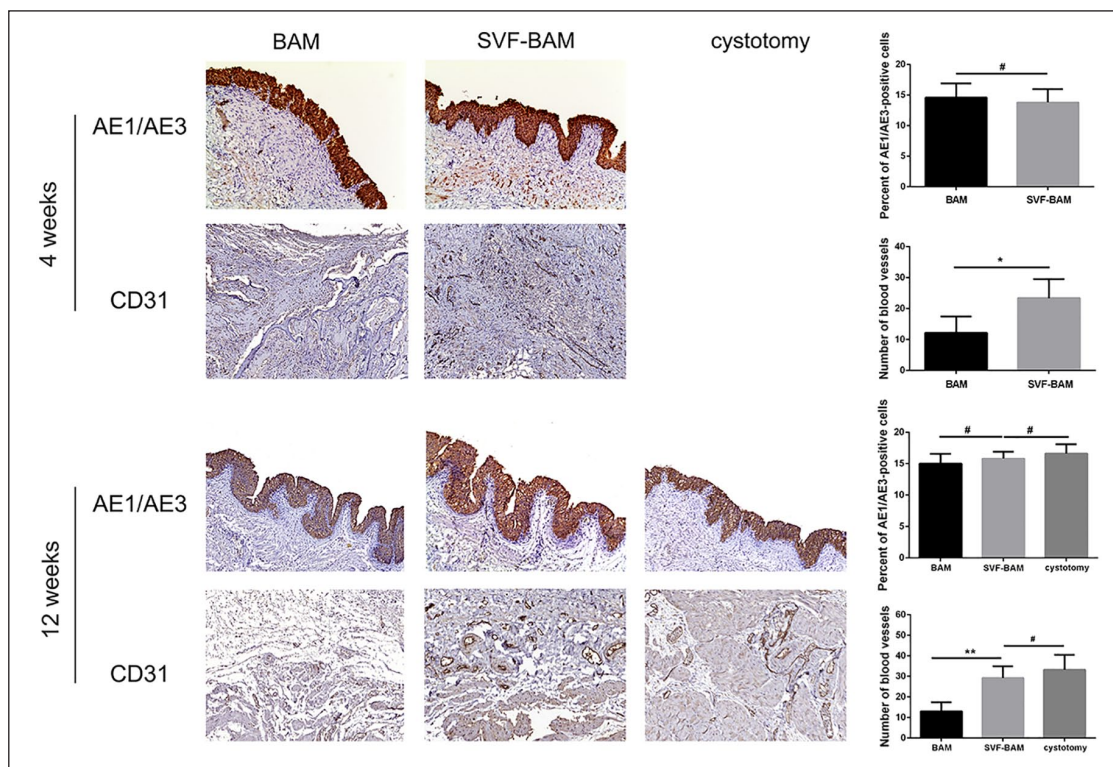 BAM SVF-BAM cystotomy
4 weeks
AE1/AE3
CD31
12 weeks
AE1/AE3
CD31
Percent of AE1/AE3-positive cells
20
15
10
5
0
#
BAM SVF-BAM
Number of blood vessels
40
30
20
10
0
*
BAM SVF-BAM
Percent of AE1/AE3-positive cells
20
15
10
5
0
# #
BAM SVF-BAM cystotomy
Number of blood vessels
60
50
40
30
20
10
0
** #
BAM SVF-BAM cystotomy